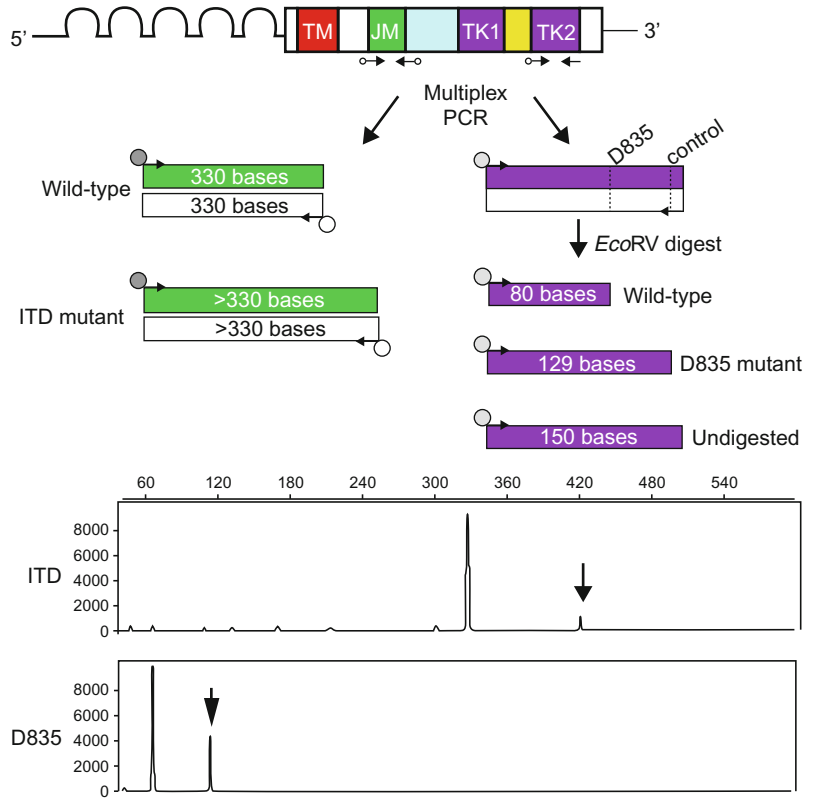 5' TM JM TK1 TK2 3'
Multiplex
PCR
D835 control
Wild-type 330 bases
330 bases
EcoRV digest
80 bases Wild-type
ITD mutant >330 bases
>330 bases
129 bases D835 mutant
150 bases Undigested
60 120 180 240 300 360 420 480 540
ITD
8000
6000
4000
2000
0
D835
8000
6000
4000
2000
0